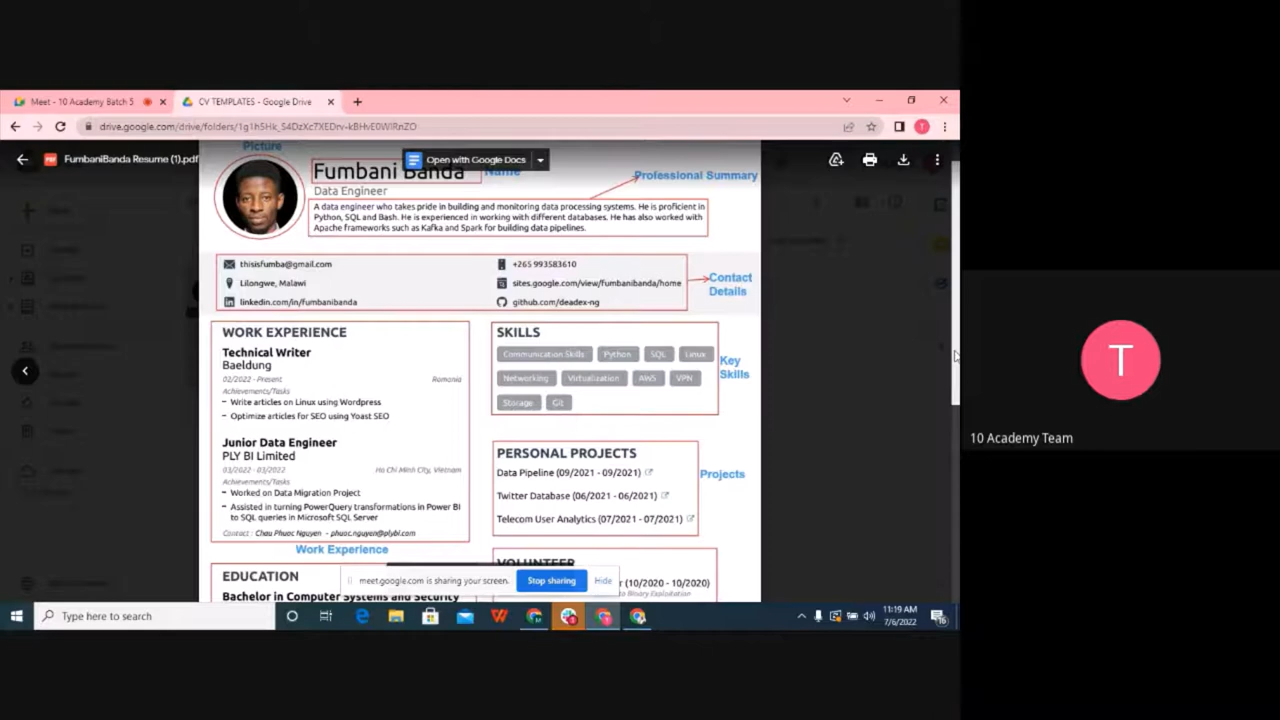 Meet - 10 Academy Batch 5
CV TEMPLATES - Google Drive
drive.google.com/drive/folders/1g1h5Hk_S4DzXc7XEDrv-kBHvE0WlRnZO
FumbaniBanda Resume (1).pdf
Open with Google Docs
Picture
Fumbani Banda
Name
Professional Summary
Data Engineer
A data engineer who takes pride in building and monitoring data processing systems. He is proficient in
Python, SQL and Bash. He is experienced in working with different databases. He has also worked with
Apache frameworks such as Kafka and Spark for building data pipelines.
thisisfumba@gmail.com
+265 993583610
Lilongwe, Malawi
sites.google.com/view/fumbanibanda/home
linkedin.com/in/fumbanibanda
github.com/deadex-ng
Contact
Details
WORK EXPERIENCE
Technical Writer
Baeldung
02/2022 - Present
Romania
Achievements/Tasks
- Write articles on Linux using Wordpress
- Optimize articles for SEO using Yoast SEO
Junior Data Engineer
PLY BI Limited
03/2022 - 03/2022
Ho Chi Minh City, Vietnam
Achievements/Tasks
- Worked on Data Migration Project
- Assisted in turning PowerQuery transformations in Power BI
to SQL queries in Microsoft SQL Server
Contact : Chau Phuoc Nguyen - phuoc.nguyen@plybi.com
Work Experience
EDUCATION
Bachelor in Computer Systems and Security
SKILLS
Communication Skills
Python
SQL
Linux
Networking
Virtualization
AWS
VPN
Storage
Git
Key
Skills
PERSONAL PROJECTS
Data Pipeline (09/2021 - 09/2021)
Twitter Database (06/2021 - 06/2021)
Telecom User Analytics (07/2021 - 07/2021)
Projects
VOLUNTEER
(10/2020 - 10/2020)
to Binary Exploitation
meet.google.com is sharing your screen.
Stop sharing
Hide
Type here to search
11:19 AM
7/6/2022
16
T
T
10 Academy Team